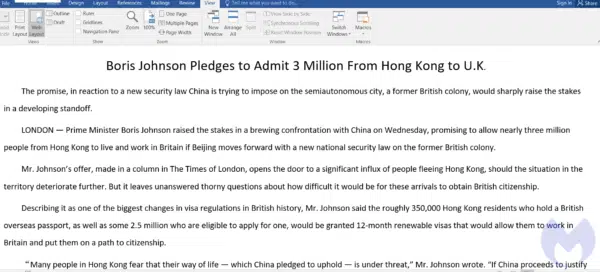 File Design Layout References Mailings Review View Tell me what you want to do... Sign in Share
Print Layout Web Layout Outline Draft Ruler Gridlines Navigation Pane Zoom 100% One Page Multiple Pages Page Width New Window Arrange All Split View Side by Side Synchronous Scrolling Reset Window Position Switch Windows Macros
Views Show Zoom Window Macros
Boris Johnson Pledges to Admit 3 Million From Hong Kong to U.K.
The promise, in reaction to a new security law China is trying to impose on the semiautonomous city, a former British colony, would sharply raise the stakes
in a developing standoff.
LONDON — Prime Minister Boris Johnson raised the stakes in a brewing confrontation with China on Wednesday, promising to allow nearly three million
people from Hong Kong to live and work in Britain if Beijing moves forward with a new national security law on the former British colony.
Mr. Johnson's offer, made in a column in The Times of London, opens the door to a significant influx of people fleeing Hong Kong, should the situation in the
territory deteriorate further. But it leaves unanswered thorny questions about how difficult it would be for these arrivals to obtain British citizenship.
Describing it as one of the biggest changes in visa regulations in British history, Mr. Johnson said the roughly 350,000 Hong Kong residents who hold a British
overseas passport, as well as some 2.5 million who are eligible to apply for one, would be granted 12-month renewable visas that would allow them to work in
Britain and put them on a path to citizenship.
"Many people in Hong Kong fear that their way of life — which China pledged to uphold — is under threat," Mr. Johnson wrote. "If China proceeds to justify